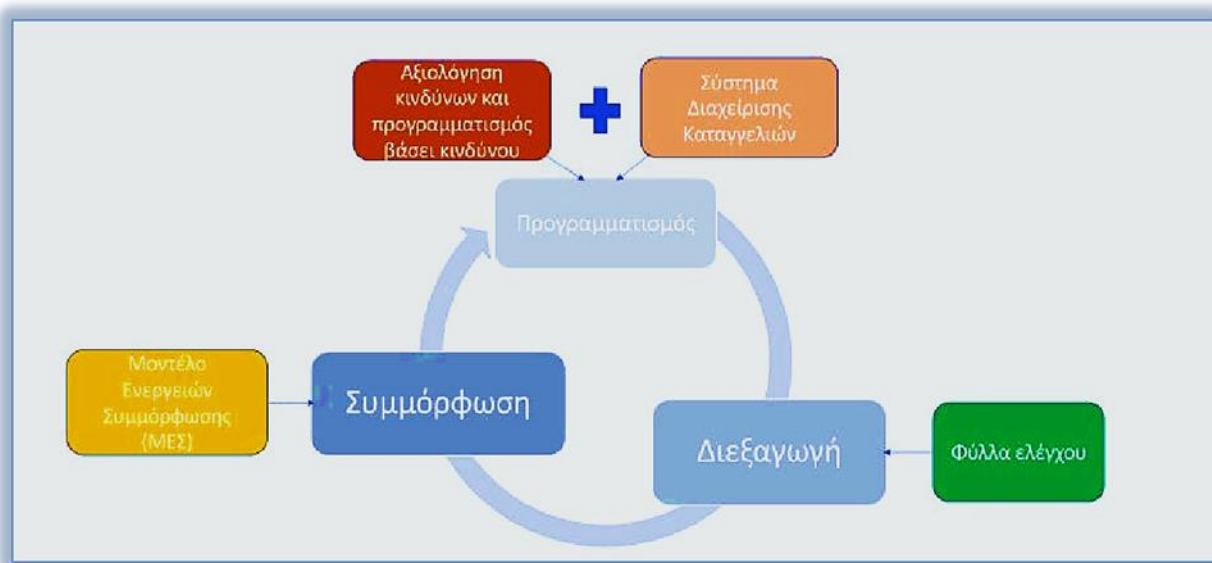 Αξιολόγηση
κινδύνων και
προγραμματισμός
βάσει κινδύνου
Σύστημα
Διαχείρισης
Καταγγελιών
Προγραμματισμός
Μοντέλο
Ενεργειών
Συμμόρφωσης
(ΜΕΣ)
Συμμόρφωση
Διεξαγωγή
Φύλλα ελέγχου